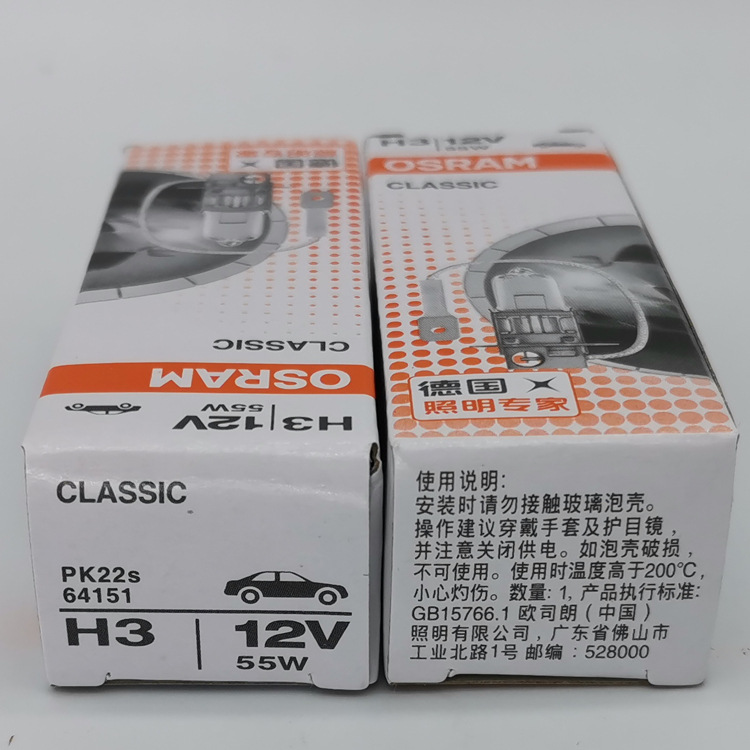 德国
照明专家
CLASSIC
OSRAM
H3 12V
55W
CLASSIC
PK22s
64151
H3 12V
55W
H3 12V
55W
OSRAM
CLASSIC
德国
照明专家
使用说明:
安装时请勿接触玻璃泡壳。
操作建议穿戴手套及护目镜,
并注意关闭供电。如泡壳破损,
不可使用。使用时温度高于200℃,
小心灼伤。数量: 1, 产品执行标准:
GB15766.1 欧司朗 (中国)
照明有限公司, 广东省佛山市
工业北路1号 邮编: 528000